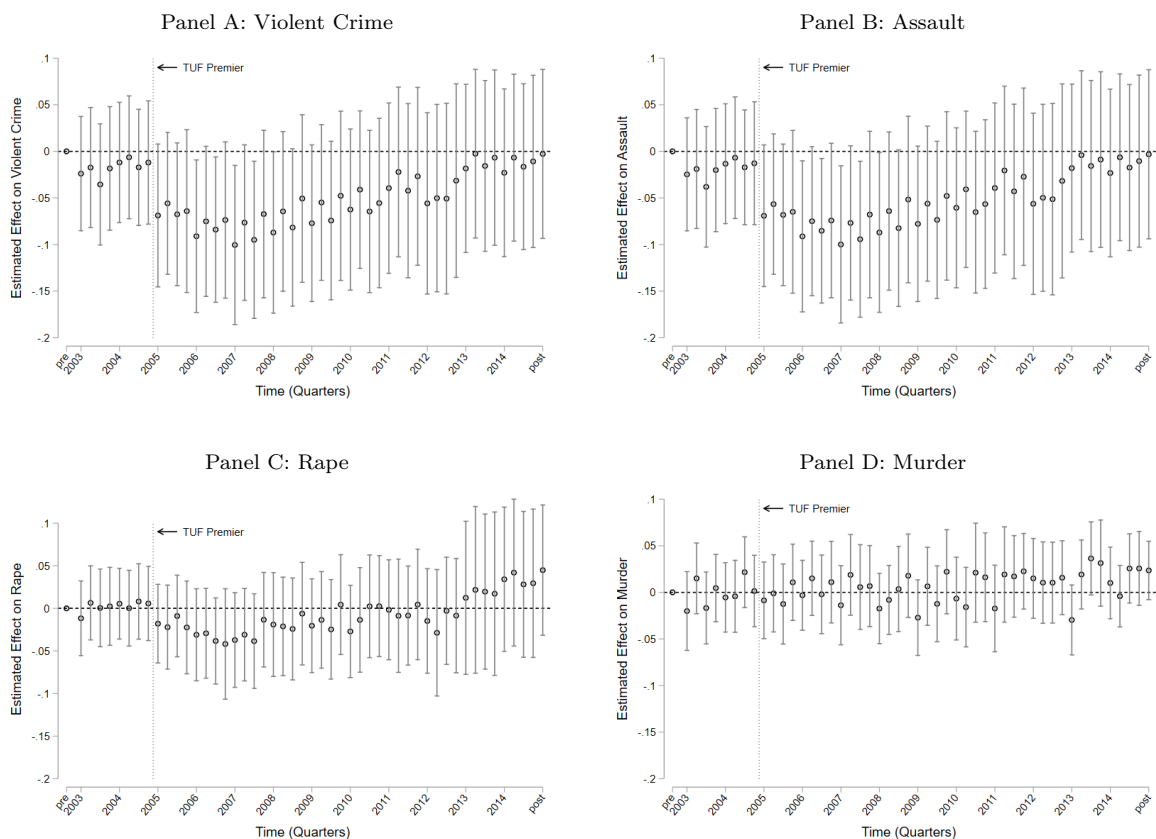 Panel A: Violent Crime
Estimated Effect on Violent Crime
.1
.05
0
-.05
-.1
-.15
-.2
TUF Premier
pre 2003 2004 2005 2006 2007 2008 2009 2010 2011 2012 2013 2014 post
Time (Quarters)
Panel B: Assault
Estimated Effect on Assault
.1
.05
0
-.05
-.1
-.15
-.2
TUF Premier
pre 2003 2004 2005 2006 2007 2008 2009 2010 2011 2012 2013 2014 post
Time (Quarters)
Panel C: Rape
Estimated Effect on Rape
.1
.05
0
-.05
-.1
-.15
-.2
TUF Premier
pre 2003 2004 2005 2006 2007 2008 2009 2010 2011 2012 2013 2014 post
Time (Quarters)
Panel D: Murder
Estimated Effect on Murder
.1
.05
0
-.05
-.1
-.15
-.2
TUF Premier
pre 2003 2004 2005 2006 2007 2008 2009 2010 2011 2012 2013 2014 post
Time (Quarters)